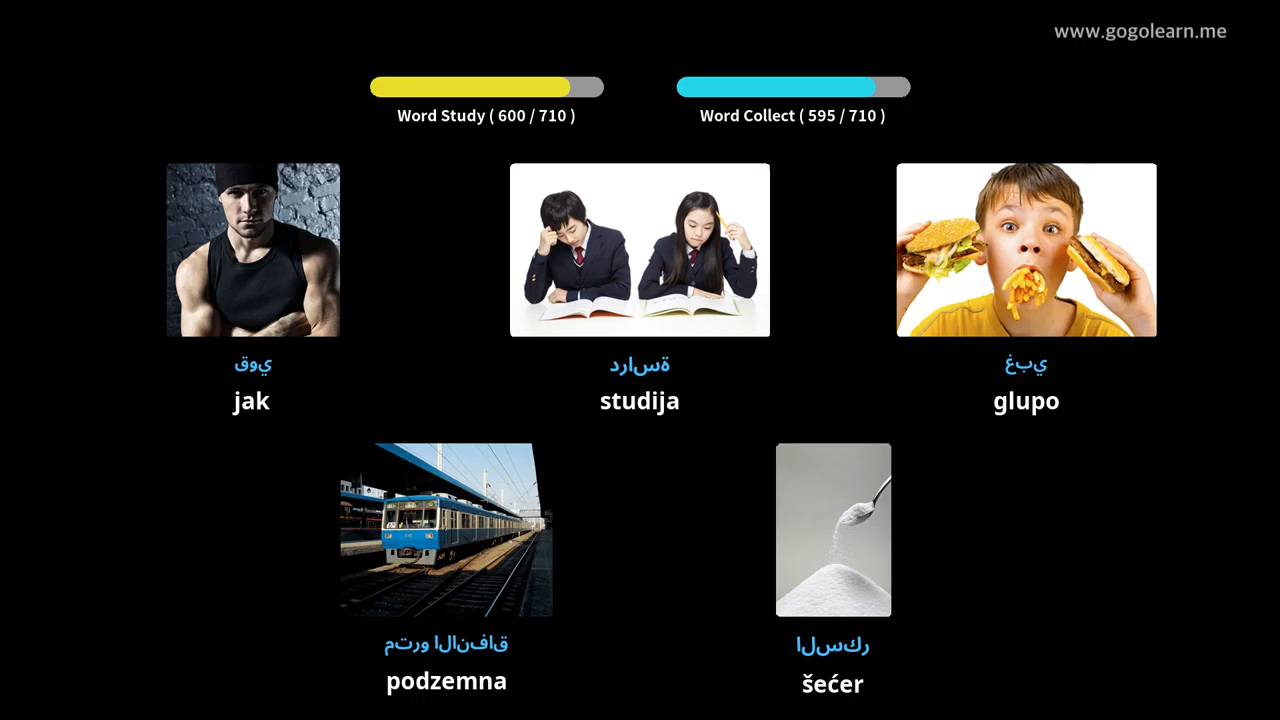 www.gogolearn.me
Word Study ( 600 / 710 )
Word Collect ( 595 / 710 )
قوي
jak
دراسة
studija
غبي
glupo
مترو الانفاق
podzemna
السكر
šećer